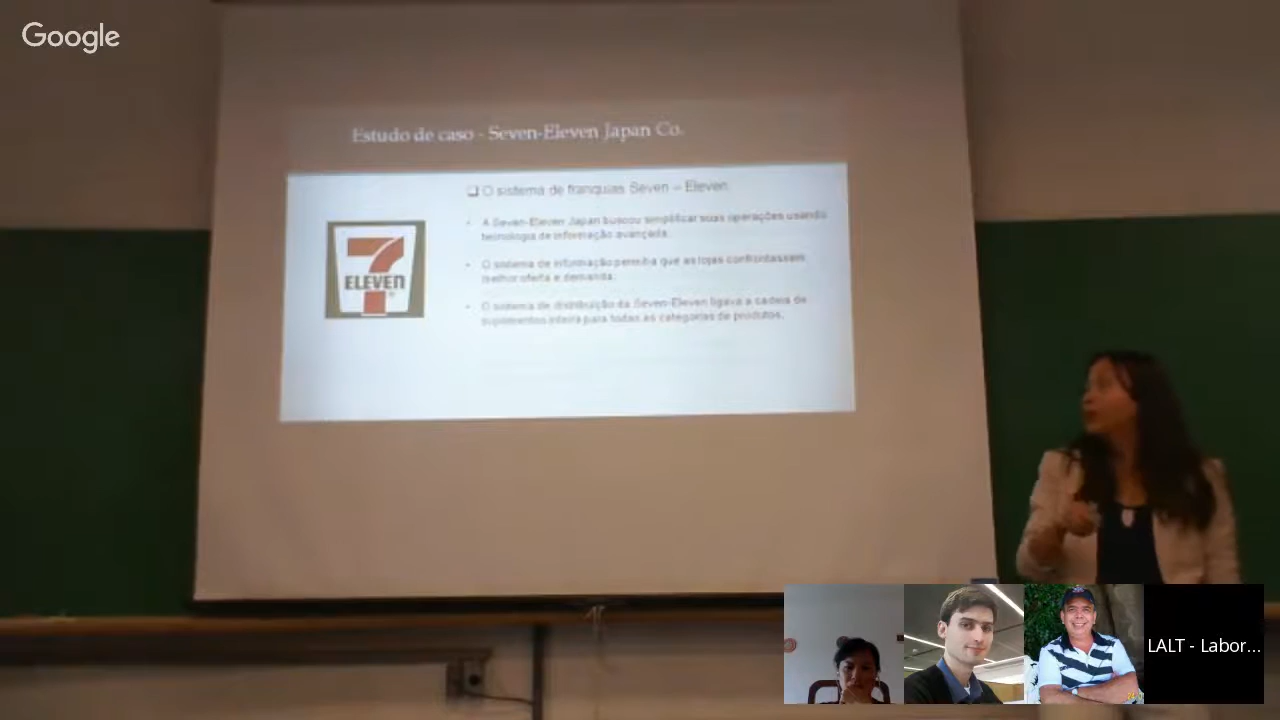 Google
Estudo de caso - Seven-Eleven Japan Co.
❑ O sistema de franquias Seven – Eleven
• A Seven-Eleven Japan buscou simplificar suas operações usando
tecnologia de informação avançada.
• O sistema de informação permitia que as lojas confrontassem
melhor oferta e demanda.
• O sistema de distribuição da Seven-Eleven ligava a cadeia de
suprimentos inteira para todas as categorias de produtos.
7
ELEVEN
®
LALT - Labor...